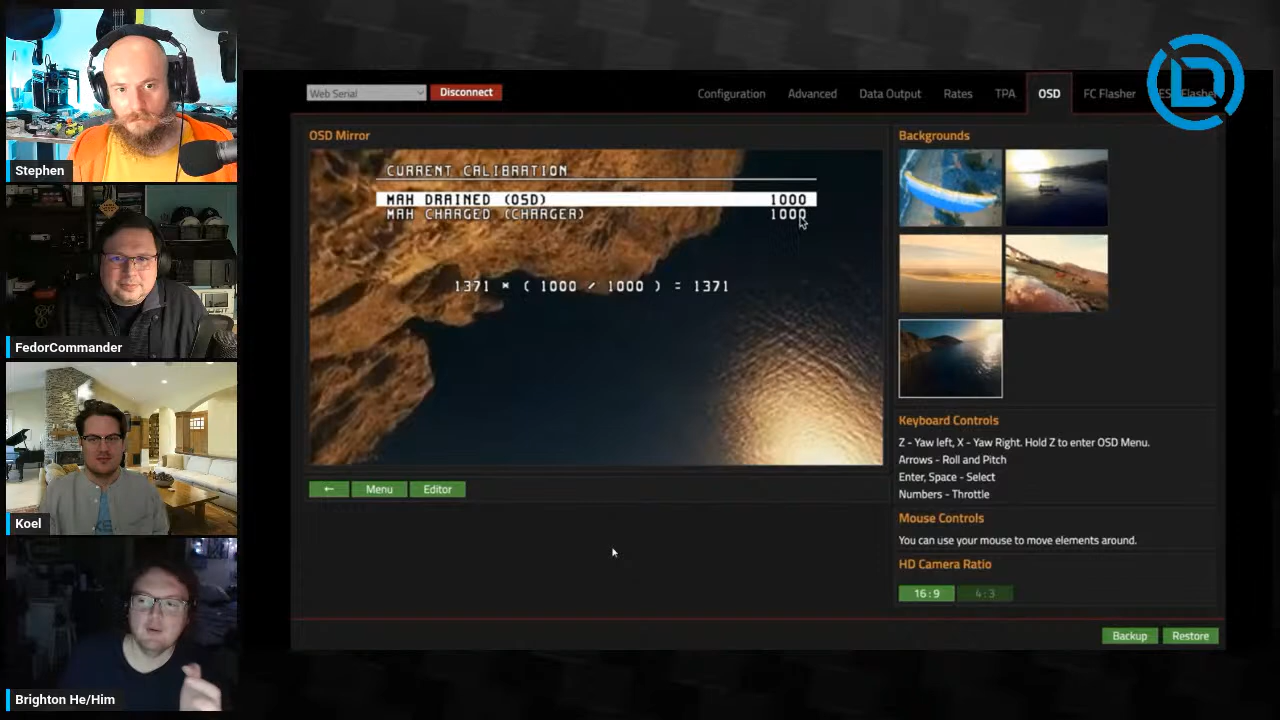 Stephen
FedorCommander
Koel
Brighton He/Him
Web Serial
Disconnect
Configuration
Advanced
Data Output
Rates
TPA
OSD
FC Flasher
Flasher
OSD Mirror
CURRENT CALIBRATION
MAH DRAINED (OSD) 1000
MAH CHARGED (CHARGER) 1000
1371 * ( 1000 / 1000 ) = 1371
←
Menu
Editor
Backgrounds
Keyboard Controls
Z - Yaw left, X - Yaw Right. Hold Z to enter OSD Menu.
Arrows - Roll and Pitch
Enter, Space - Select
Numbers - Throttle
Mouse Controls
You can use your mouse to move elements around.
HD Camera Ratio
16 : 9
4 : 3
Backup
Restore